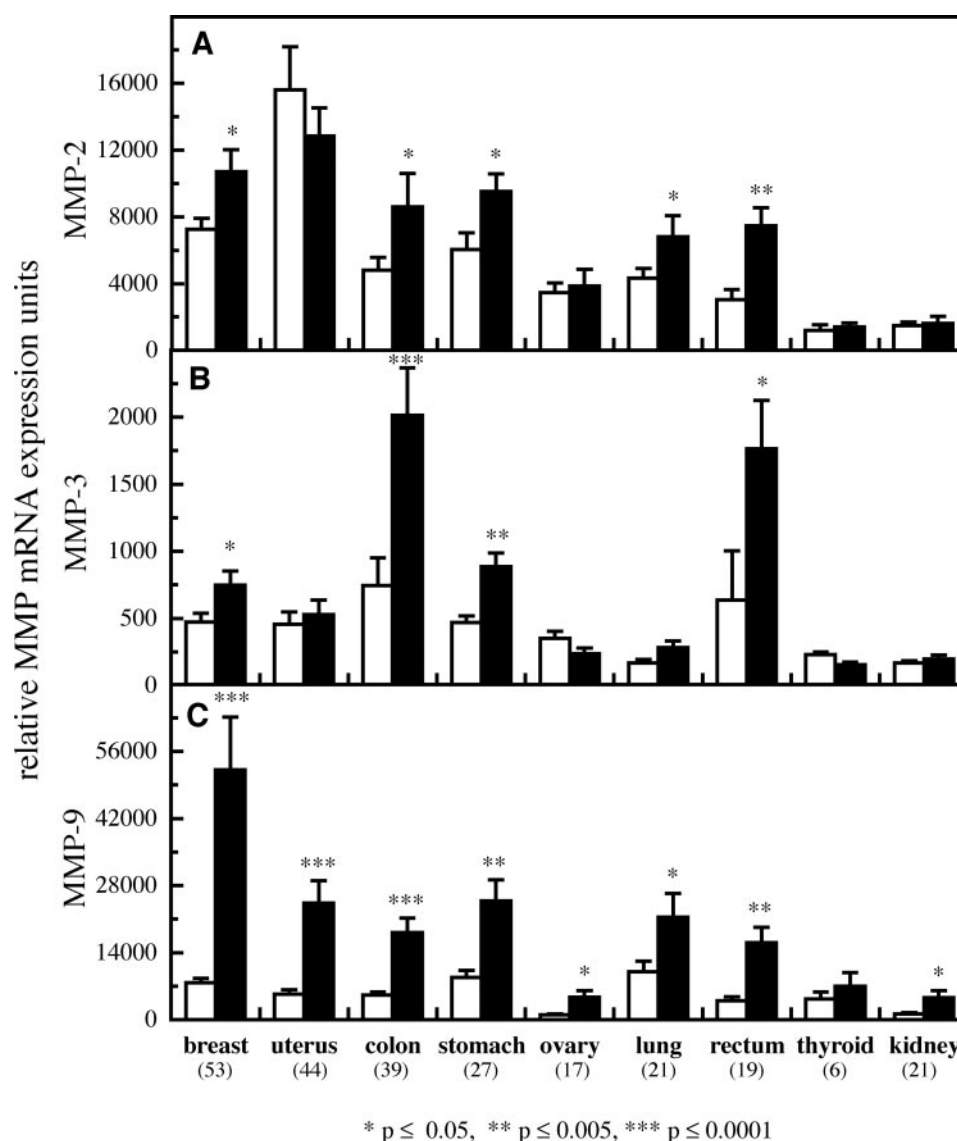 relative MMP mRNA expression units
A
MMP-2
16000
12000
8000
4000
0
* * * * **
B
MMP-3
2000
1500
1000
500
0
* *** ** *
C
MMP-9
56000
42000
28000
14000
0
*** *** *** ** * * ** *
breast uterus colon stomach ovary lung rectum thyroid kidney
(53) (44) (39) (27) (17) (21) (19) (6) (21)
* p ≤ 0.05, ** p ≤ 0.005, *** p ≤ 0.0001